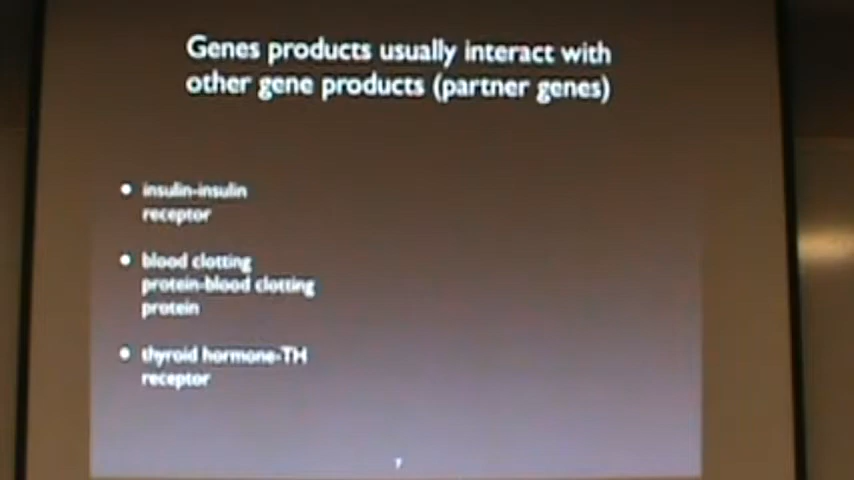 Genes products usually interact with
other gene products (partner genes)
insulin-insulin
receptor
blood clotting
protein-blood clotting
protein
thyroid hormone-TH
receptor
7